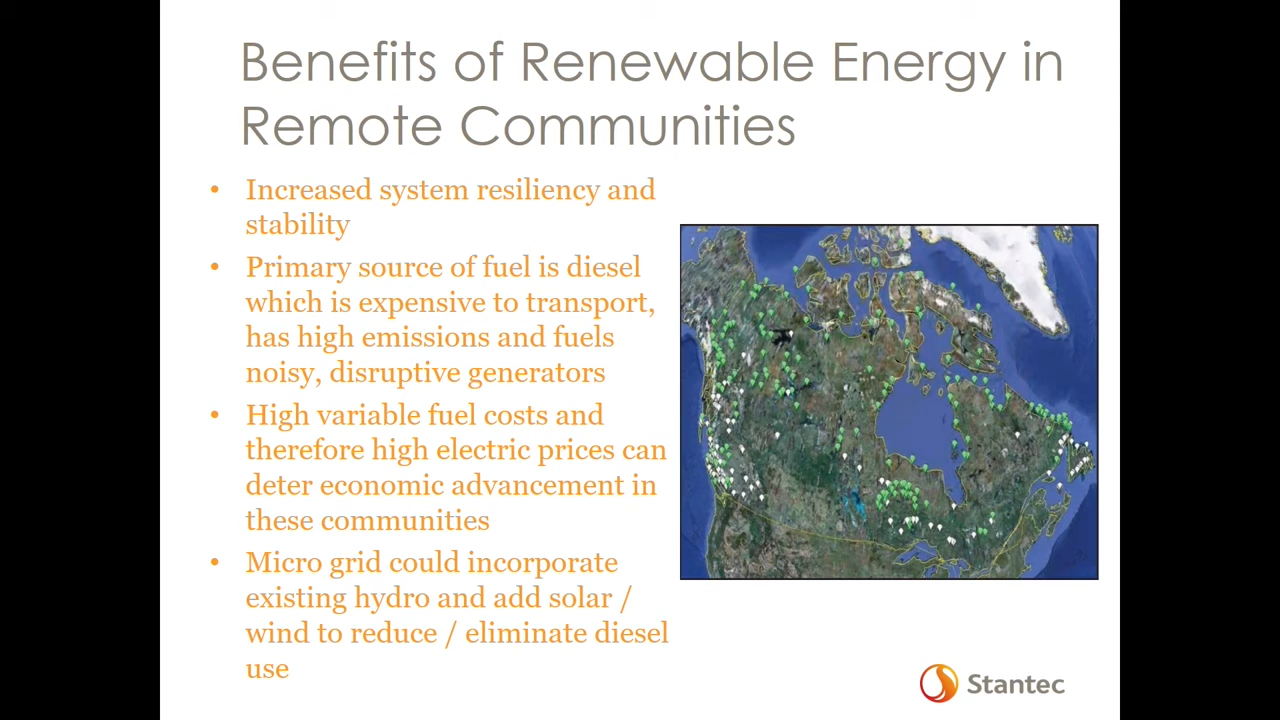 Benefits of Renewable Energy in
Remote Communities
• Increased system resiliency and
stability
• Primary source of fuel is diesel
which is expensive to transport,
has high emissions and fuels
noisy, disruptive generators
• High variable fuel costs and
therefore high electric prices can
deter economic advancement in
these communities
• Micro grid could incorporate
existing hydro and add solar /
wind to reduce / eliminate diesel
use
Stantec